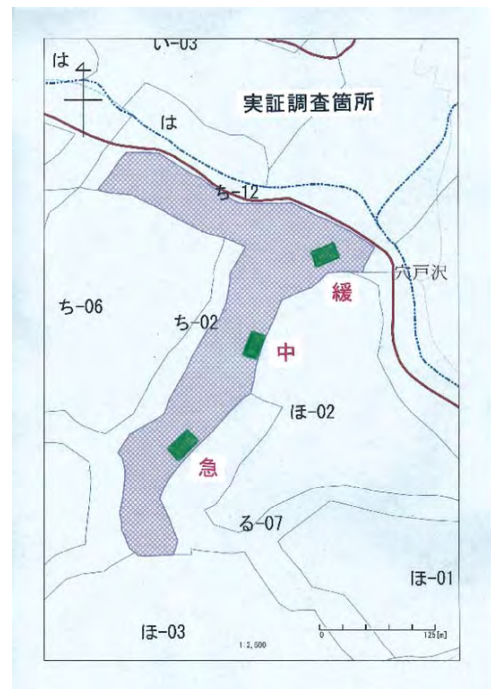 い-03
は
実証調査箇所
は
ち-12
穴戸沢
緩
ち-06
ち-02
中
ほ-02
急
る-07
ほ-01
ほ-03
0 125[m]
1:2,500